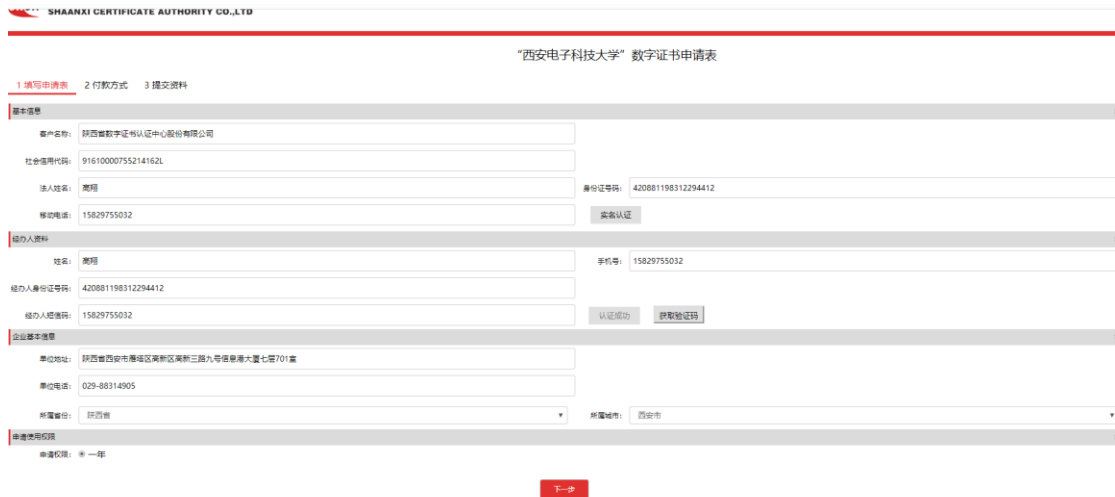 SHAANXI CERTIFICATE AUTHORITY CO.,LTD
“西安电子科技大学”数字证书申请表
1 填写申请表 2 付款方式 3 提交资料
基本信息
客户名称: 陕西省数字证书认证中心股份有限公司
社会信用代码: 91610000755214162L
法人姓名: 高翔 身份证号码: 420881198312294412
移动电话: 15829755032 实名认证
经办人资料
姓名: 高翔 手机号: 15829755032
经办人身份证号码: 420881198312294412
经办人短信码: 15829755032 认证成功 获取验证码
企业基本信息
单位地址: 陕西省西安市雁塔区高新区高新三路九号信息港大厦七层701室
单位电话: 029-88314905
所属省份: 陕西省 所属城市: 西安市
申请使用权限
申请权限: 一年
下一步